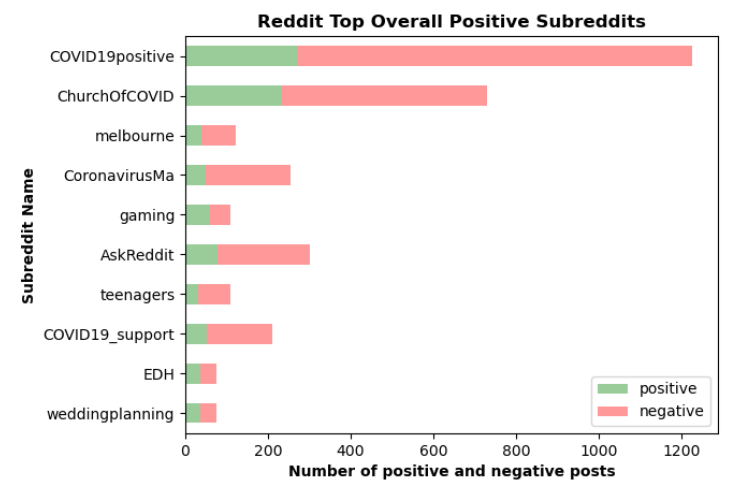 Reddit Top Overall Positive Subreddits
COVID19positive
ChurchOfCOVID
melbourne
CoronavirusMa
gaming
AskReddit
teenagers
COVID19_support
EDH
weddingplanning
Subreddit Name
positive
negative
0 200 400 600 800 1000 1200
Number of positive and negative posts